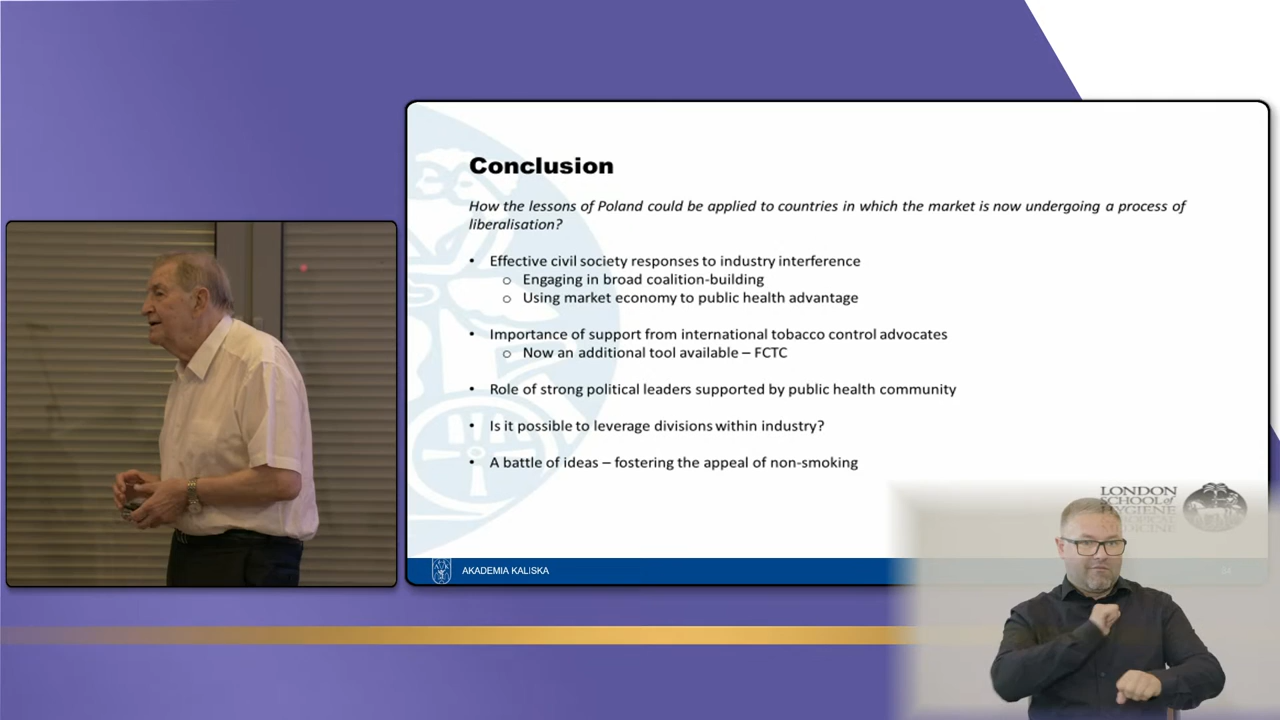 Conclusion
How the lessons of Poland could be applied to countries in which the market is now undergoing a process of
liberalisation?
• Effective civil society responses to industry interference
o Engaging in broad coalition-building
o Using market economy to public health advantage
• Importance of support from international tobacco control advocates
o Now an additional tool available – FCTC
• Role of strong political leaders supported by public health community
• Is it possible to leverage divisions within industry?
• A battle of ideas – fostering the appeal of non-smoking
LONDON
SCHOOL of
HYGIENE
& TROPICAL
MEDICINE
AKADEMIA KALISKA